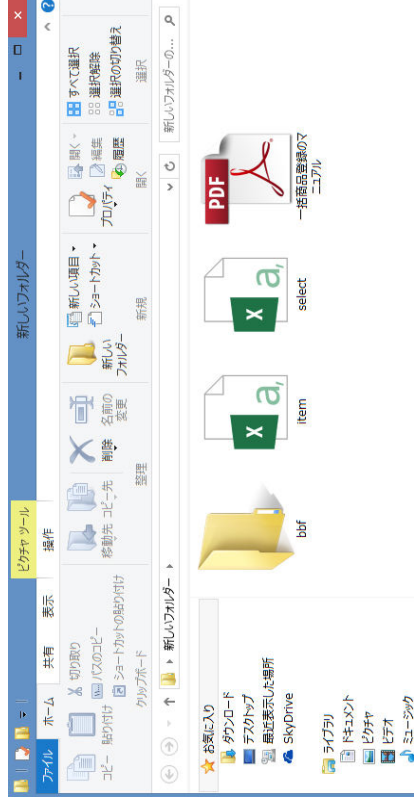 新しいフォルダー
ピクチャ ツール
ファイル
ホーム
共有
表示
操作
コピー
貼り付け
切り取り
パスのコピー
ショートカットの貼り付け
クリップボード
移動先
コピー先
削除
名前の
変更
整理
新しい
フォルダー
新しい項目
ショートカット
新規
プロパティ
開く
編集
履歴
開く
すべて選択
選択解除
選択の切り替え
選択
新しいフォルダー
新しいフォルダーの...
お気に入り
ダウンロード
デスクトップ
最近表示した場所
SkyDrive
ライブラリ
ドキュメント
ピクチャ
ビデオ
ミュージック
bbf
X a,
item
X a,
select
PDF
一括商品登録のマ
ニュアル